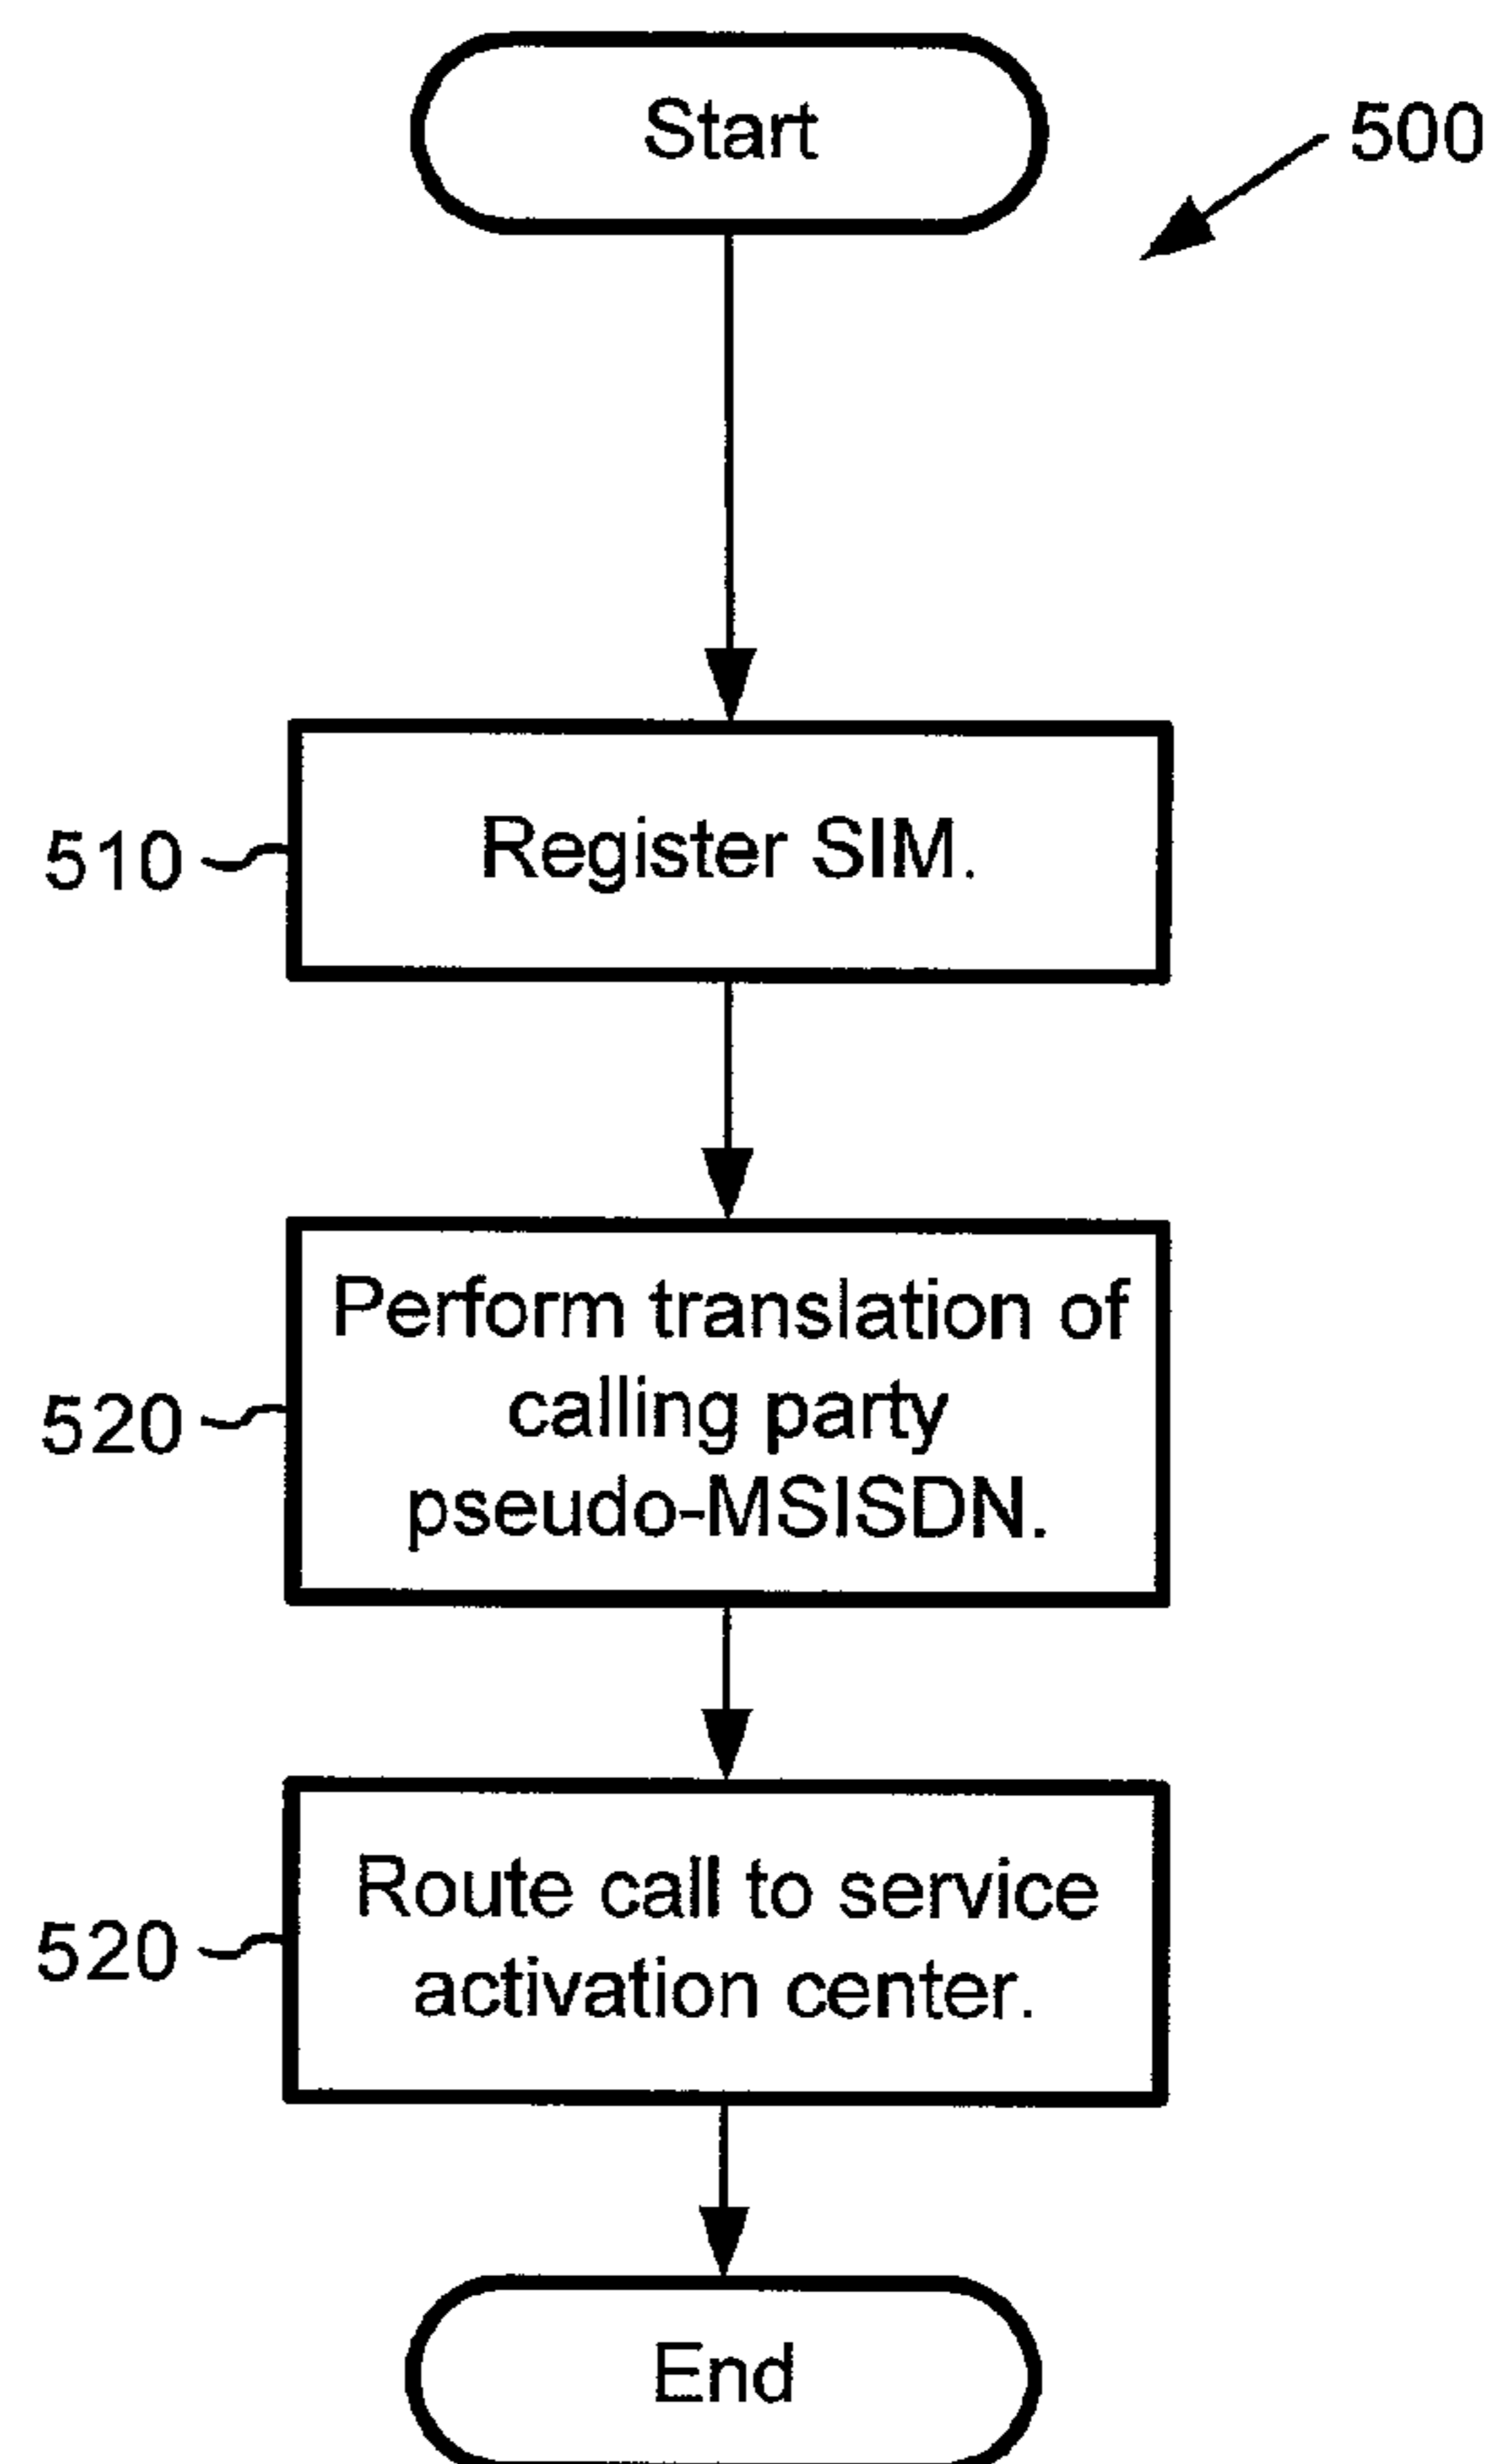 Start
500
510
Register SIM.
520
Perform translation of
calling party
pseudo-MSISDN.
520
Route call to service
activation center.
End